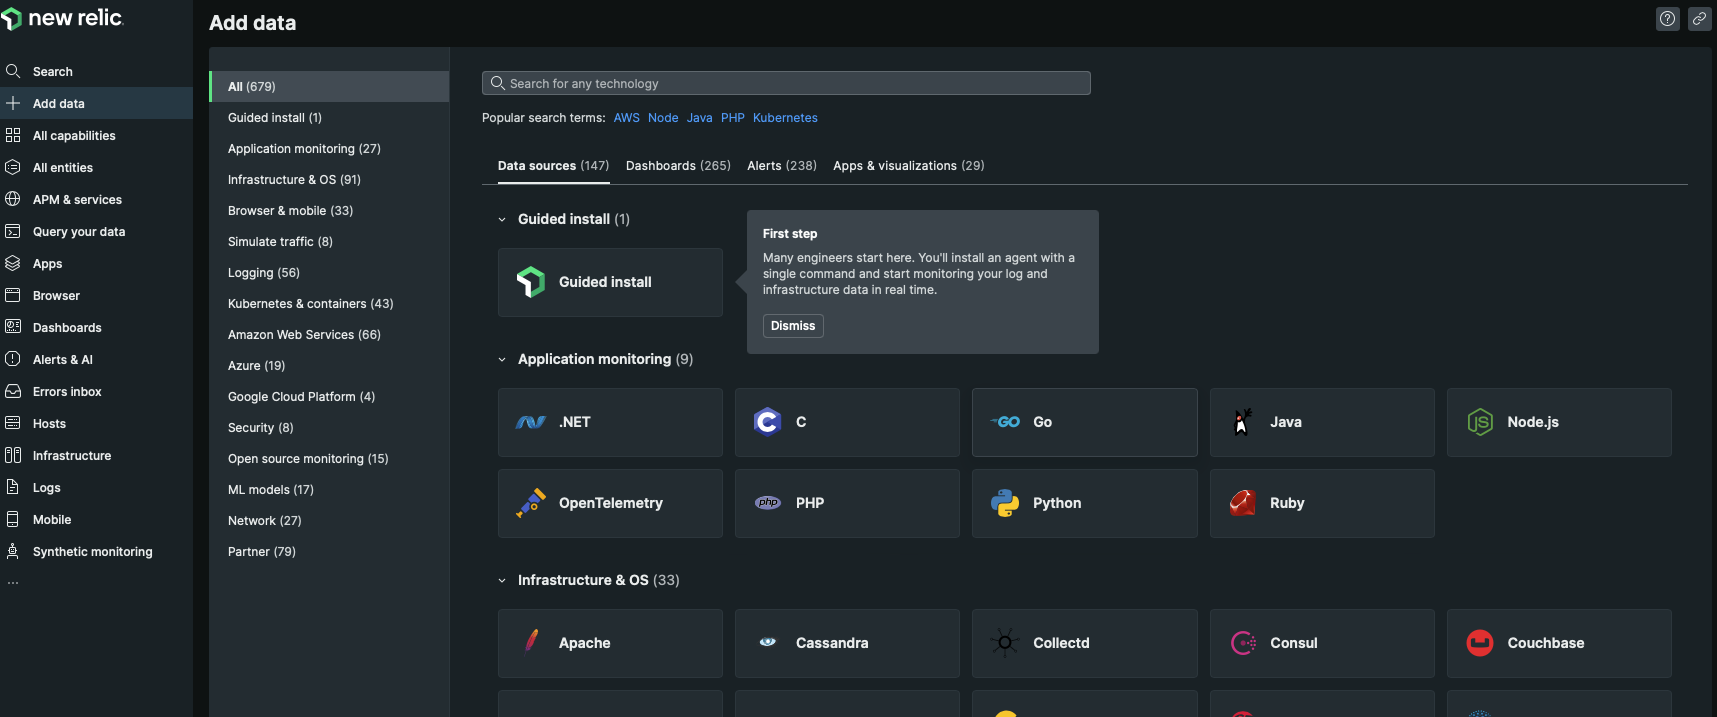 new relic.
Add data
Search
Add data
All capabilities
All entities
APM & services
Query your data
Apps
Browser
Dashboards
Alerts & AI
Errors inbox
Hosts
Infrastructure
Logs
Mobile
Synthetic monitoring
...
All (679)
Guided install (1)
Application monitoring (27)
Infrastructure & OS (91)
Browser & mobile (33)
Simulate traffic (8)
Logging (56)
Kubernetes & containers (43)
Amazon Web Services (66)
Azure (19)
Google Cloud Platform (4)
Security (8)
Open source monitoring (15)
ML models (17)
Network (27)
Partner (79)
Search for any technology
Popular search terms: AWS Node Java PHP Kubernetes
Data sources (147) Dashboards (265) Alerts (238) Apps & visualizations (29)
Guided install (1)
Guided install
First step
Many engineers start here. You'll install an agent with a
single command and start monitoring your log and
infrastructure data in real time.
Dismiss
Application monitoring (9)
.NET
C C
GO Go
Java
JS Node.js
OpenTelemetry
php PHP
Python
Ruby
Infrastructure & OS (33)
Apache
Cassandra
Collectd
Consul
Couchbase